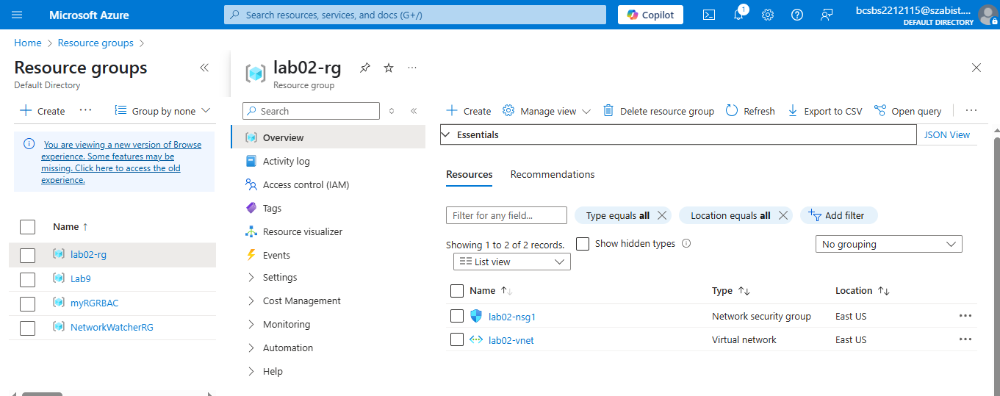 Microsoft Azure
Search resources, services, and docs (G+/)
Copilot
1
bcsbs2212115@szabist....
DEFAULT DIRECTORY
Home > Resource groups >
Resource groups
Default Directory
Create
Group by none
You are viewing a new version of Browse
experience. Some features may be
missing. Click here to access the old
experience.
Name ↑
lab02-rg
Lab9
myRGRBAC
NetworkWatcherRG
lab02-rg
Resource group
Search
Overview
Activity log
Access control (IAM)
Tags
Resource visualizer
Events
Settings
Cost Management
Monitoring
Automation
Help
Create
Manage view
Delete resource group
Refresh
Export to CSV
Open query
Essentials
JSON View
Resources
Recommendations
Filter for any field...
Type equals all
Location equals all
Add filter
Showing 1 to 2 of 2 records.
Show hidden types
No grouping
List view
Name ↑↓ Type ↑↓ Location ↑↓
lab02-nsg1 Network security group East US
lab02-vnet Virtual network East US